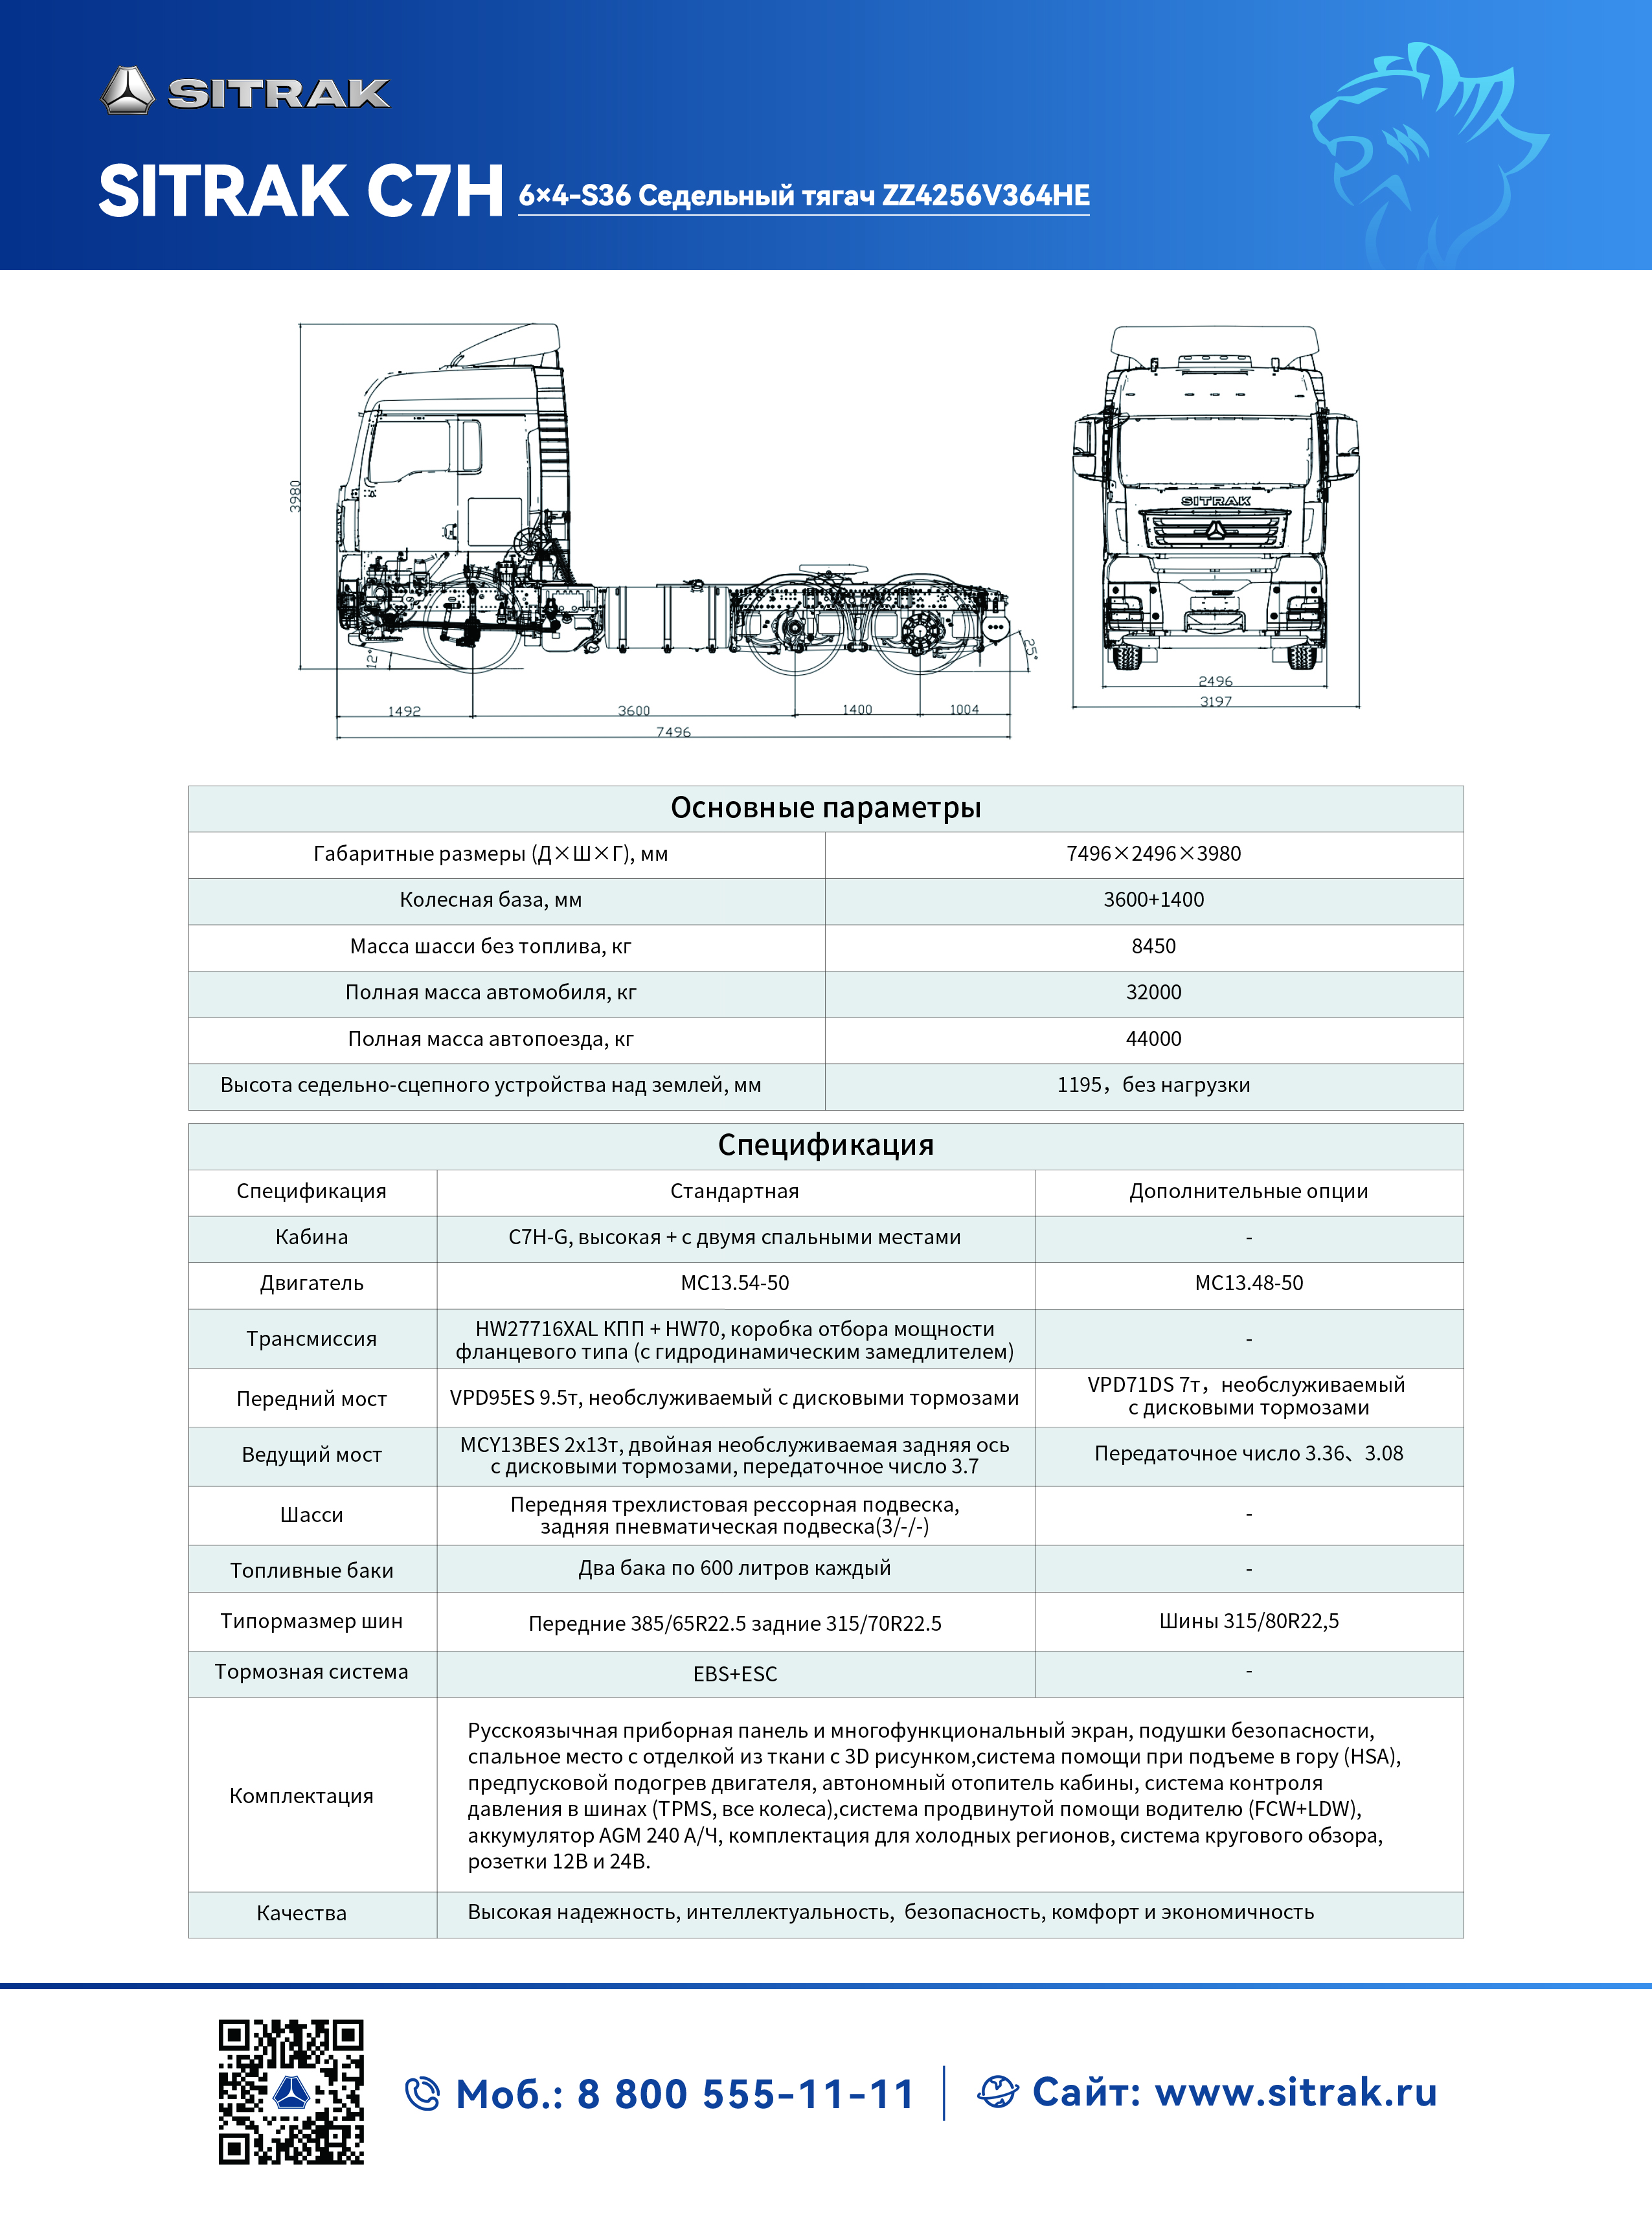 SITRAK
SITRAK C7H 6×4-S36 Седельный тягач ZZ4256V364HE
3980
12°
25°
1492
3600
1400
1004
7496
SITRAK
2496
3197
Основные параметры
Габаритные размеры (Д×Ш×Г), мм 7496×2496×3980
Колесная база, мм 3600+1400
Масса шасси без топлива, кг 8450
Полная масса автомобиля, кг 32000
Полная масса автопоезда, кг 44000
Высота седельно-сцепного устройства над землей, мм 1195，без нагрузки
Спецификация
Спецификация Стандартная Дополнительные опции
Кабина C7H-G, высокая + с двумя спальными местами -
Двигатель MC13.54-50 MC13.48-50
Трансмиссия HW27716XAL КПП + HW70, коробка отбора мощности
фланцевого типа (с гидродинамическим замедлителем) -
Передний мост VPD95ES 9.5т, необслуживаемый с дисковыми тормозами VPD71DS 7т，необслуживаемый
с дисковыми тормозами
Ведущий мост MCY13BES 2x13т, двойная необслуживаемая задняя ось
с дисковыми тормозами, передаточное число 3.7 Передаточное число 3.36、3.08
Шасси Передняя трехлистовая рессорная подвеска,
задняя пневматическая подвеска(3/-/-) -
Топливные баки Два бака по 600 литров каждый -
Типормазмер шин Передние 385/65R22.5 задние 315/70R22.5 Шины 315/80R22,5
Тормозная система EBS+ESC -
Комплектация Русскоязычная приборная панель и многофункциональный экран, подушки безопасности,
спальное место с отделкой из ткани с 3D рисунком,система помощи при подъеме в гору (HSA),
предпусковой подогрев двигателя, автономный отопитель кабины, система контроля
давления в шинах (TPMS, все колеса),система продвинутой помощи водителю (FCW+LDW),
аккумулятор AGM 240 А/Ч, комплектация для холодных регионов, система кругового обзора,
розетки 12В и 24В.
Качества Высокая надежность, интеллектуальность, безопасность, комфорт и экономичность
Моб.: 8 800 555-11-11
Сайт: www.sitrak.ru